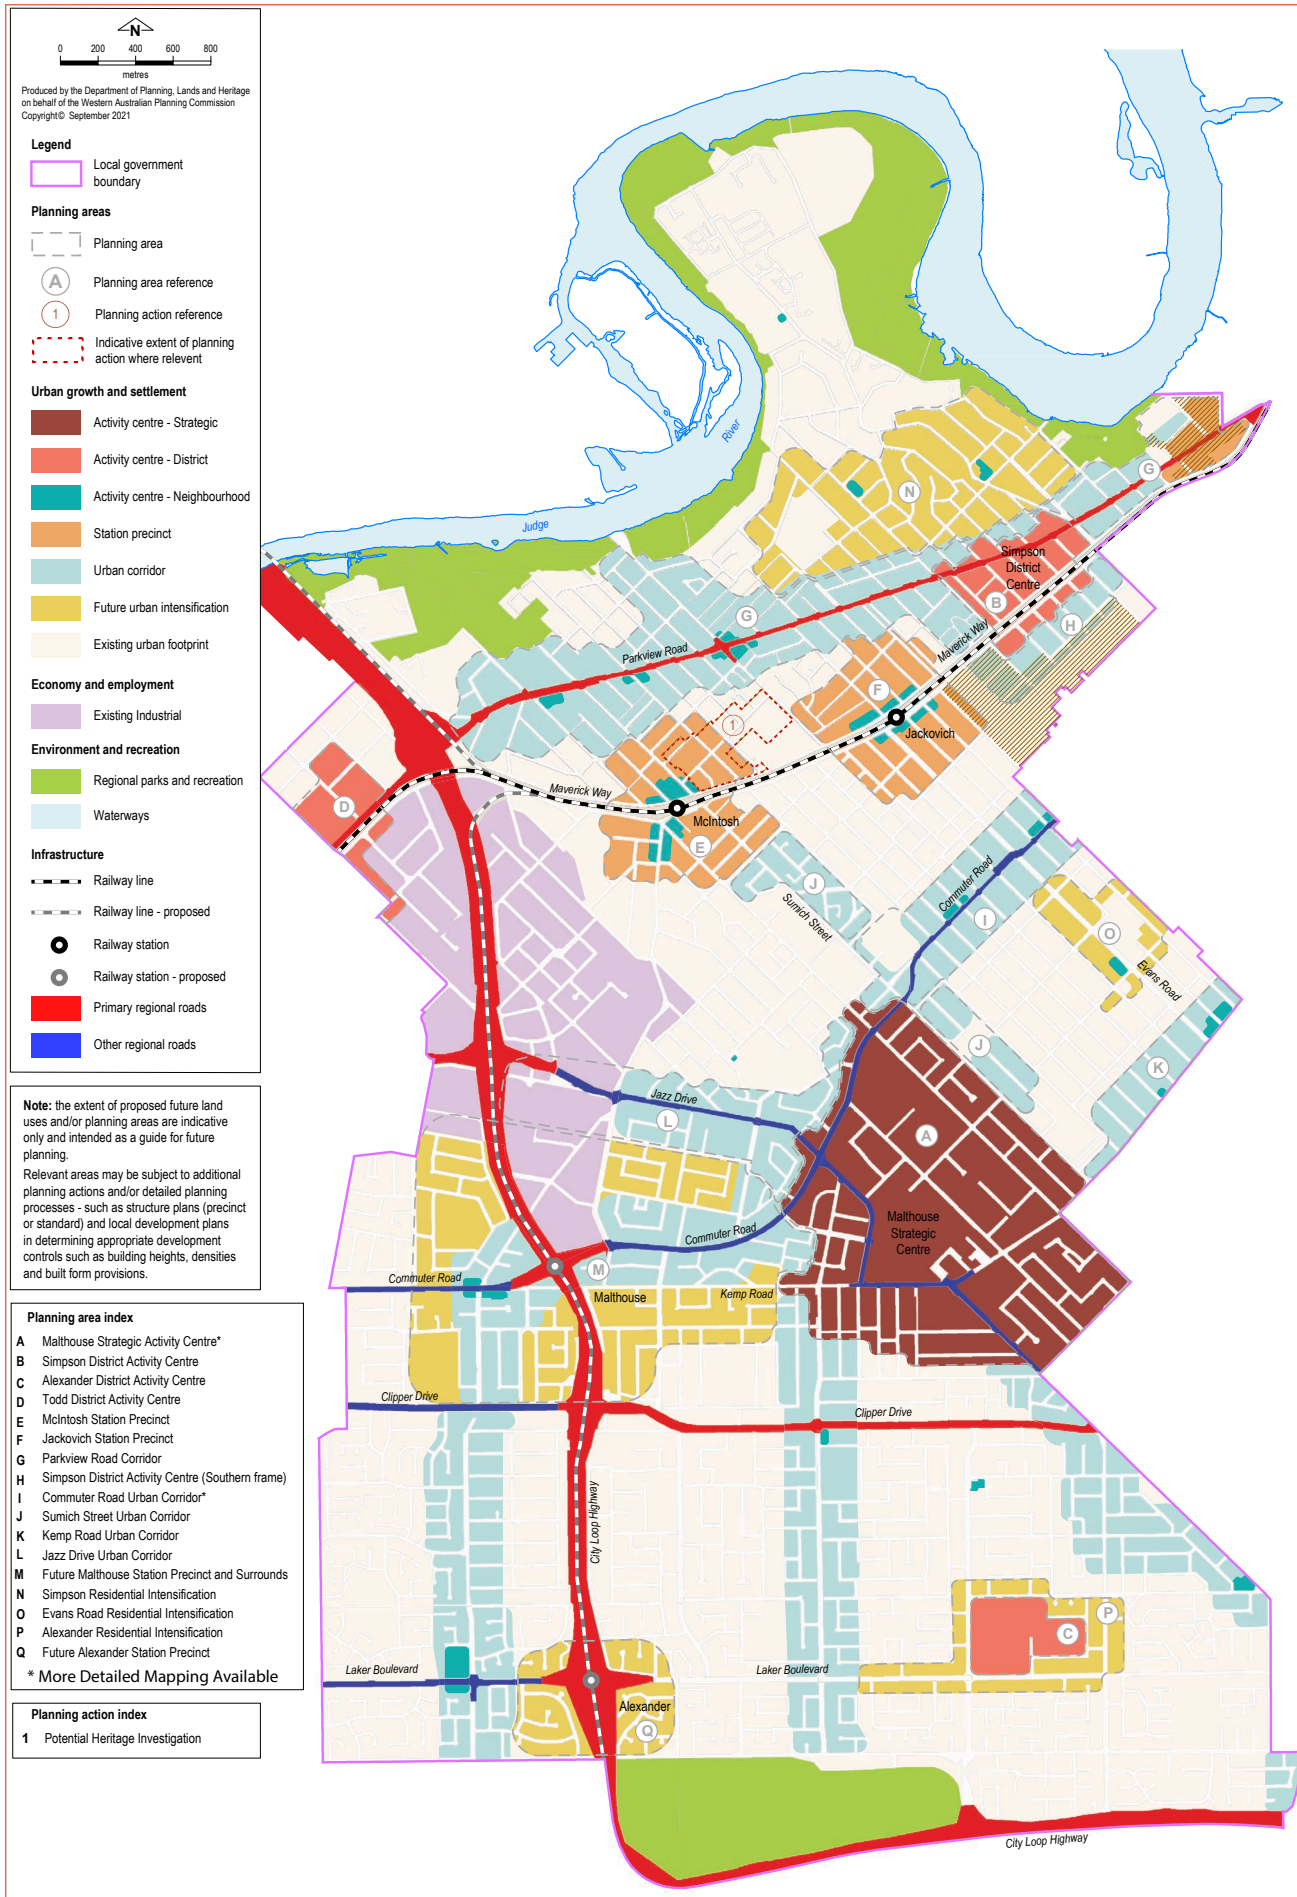 N
0 200 400 600 800
metres
Produced by the Department of Planning, Lands and Heritage
on behalf of the Western Australian Planning Commission
Copyright© September 2021
Legend
Local government
boundary
Planning areas
Planning area
A Planning area reference
1 Planning action reference
Indicative extent of planning
action where relevent
Urban growth and settlement
Activity centre - Strategic
Activity centre - District
Activity centre - Neighbourhood
Station precinct
Urban corridor
Future urban intensification
Existing urban footprint
Economy and employment
Existing Industrial
Environment and recreation
Regional parks and recreation
Waterways
Infrastructure
Railway line
Railway line - proposed
Railway station
Railway station - proposed
Primary regional roads
Other regional roads
Note: the extent of proposed future land
uses and/or planning areas are indicative
only and intended as a guide for future
planning.
Relevant areas may be subject to additional
planning actions and/or detailed planning
processes - such as structure plans (precinct
or standard) and local development plans
in determining appropriate development
controls such as building heights, densities
and built form provisions.
Planning area index
A Malthouse Strategic Activity Centre*
B Simpson District Activity Centre
C Alexander District Activity Centre
D Todd District Activity Centre
E McIntosh Station Precinct
F Jackovich Station Precinct
G Parkview Road Corridor
H Simpson District Activity Centre (Southern frame)
I Commuter Road Urban Corridor*
J Sumich Street Urban Corridor
K Kemp Road Urban Corridor
L Jazz Drive Urban Corridor
M Future Malthouse Station Precinct and Surrounds
N Simpson Residential Intensification
O Evans Road Residential Intensification
P Alexander Residential Intensification
Q Future Alexander Station Precinct
* More Detailed Mapping Available
Planning action index
1 Potential Heritage Investigation
River
Judge
N
G
Simpson
District
Centre
B
H
G
Parkview Road
Maverick Way
F
Jackovich
1
Maverick Way
McIntosh
E
D
J
Sumich Street
Commuter Road
I
O
Evans Road
J
K
Jazz Drive
L
A
Malthouse
Strategic
Centre
Commuter Road
Commuter Road
M
Malthouse
Kemp Road
Clipper Drive
Clipper Drive
City Loop Highway
P
C
Laker Boulevard
Laker Boulevard
Alexander
Q
City Loop Highway